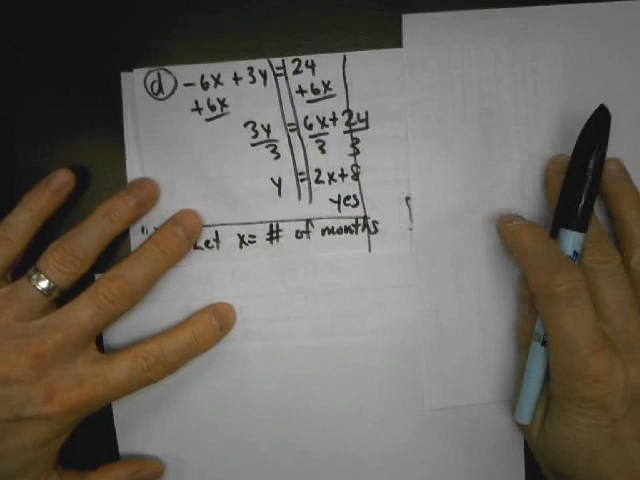 d -6x + 3y = 24
+6x +6x
3y = 6x + 24
3 3 3
y = 2x + 8
yes
Let x = # of months